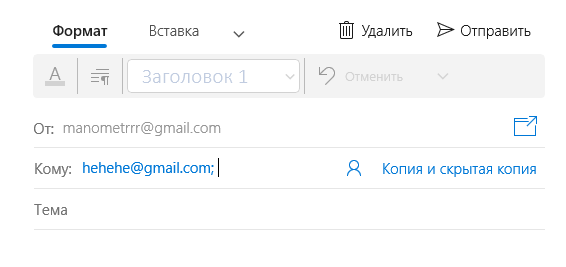 Формат Вставка Удалить Отправить
A Заголовок 1 Отменить
От: manometrrr@gmail.com
Кому: hehehe@gmail.com; Копия и скрытая копия
Тема